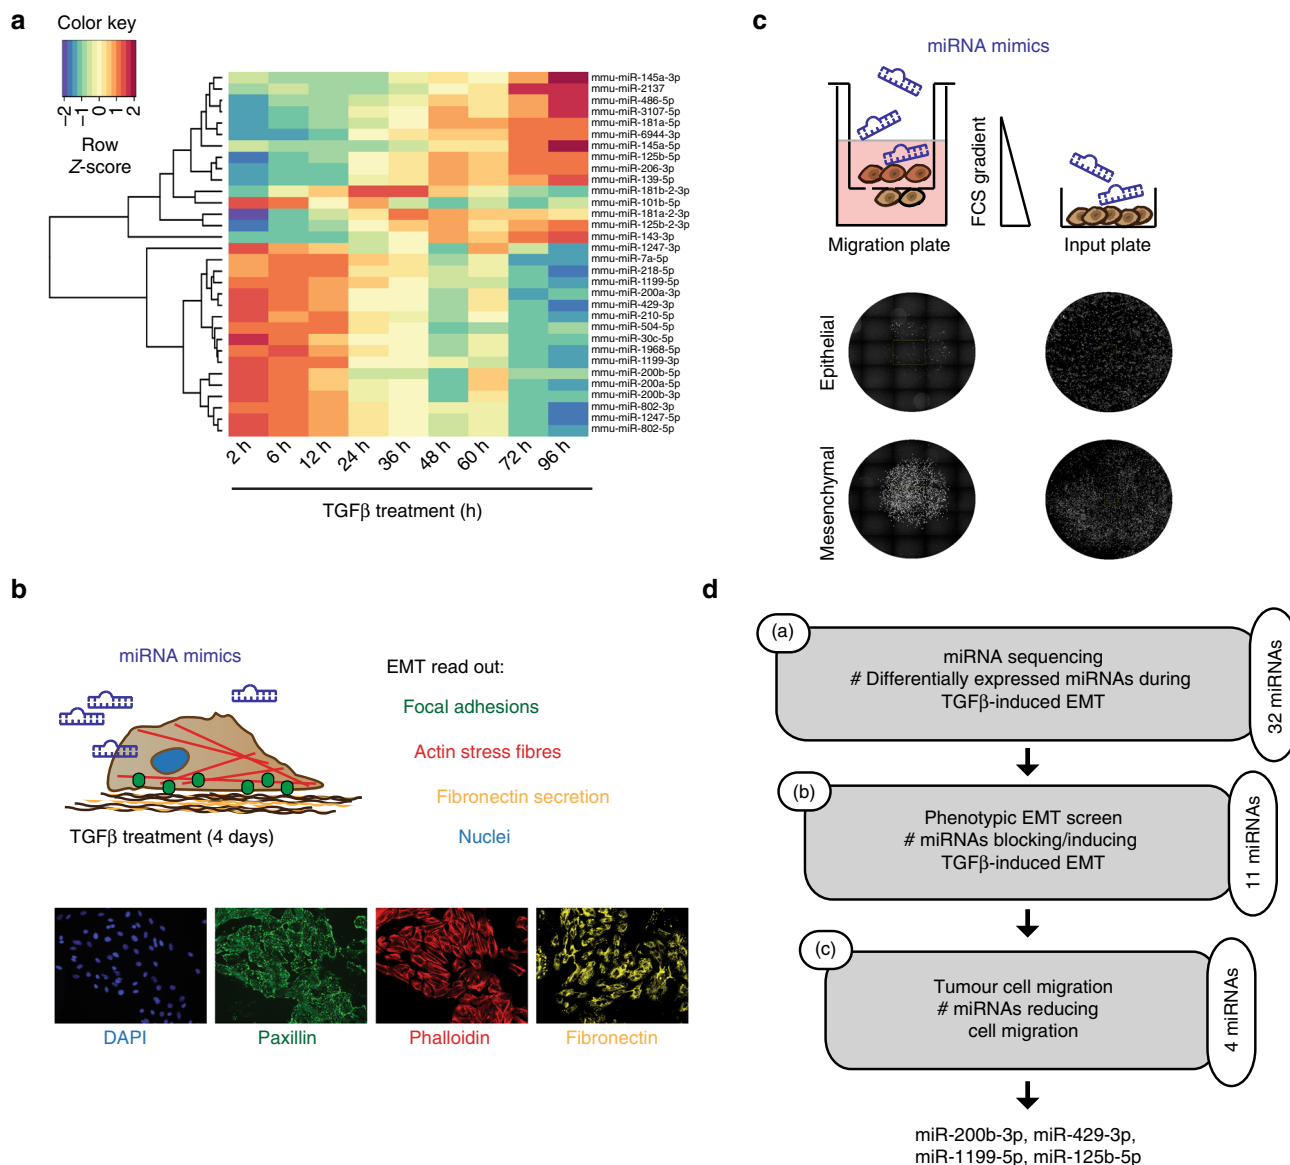 a
Color key
−2
−1
0
1
2
Row
Z-score
mmu-miR-145a-3p
mmu-miR-2137
mmu-miR-486-5p
mmu-miR-3107-5p
mmu-miR-181a-5p
mmu-miR-6944-3p
mmu-miR-145a-5p
mmu-miR-125b-5p
mmu-miR-206-3p
mmu-miR-139-5p
mmu-miR-181b2-2-3p
mmu-miR-101b-5p
mmu-miR-181a-2-3p
mmu-miR-125b-2-3p
mmu-miR-143-3p
mmu-miR-1247-3p
mmu-miR-7a-5p
mmu-miR-218-5p
mmu-miR-1199-5p
mmu-miR-200a-3p
mmu-miR-429-3p
mmu-miR-210-5p
mmu-miR-504-5p
mmu-miR-30c-5p
mmu-miR-1968-5p
mmu-miR-1199-3p
mmu-miR-200b-5p
mmu-miR-200a-5p
mmu-miR-200b-3p
mmu-miR-802-3p
mmu-miR-1247-5p
mmu-miR-802-5p
2 h
6 h
12 h
24 h
36 h
48 h
60 h
72 h
96 h
TGFβ treatment (h)
b
miRNA mimics
TGFβ treatment (4 days)
EMT read out:
Focal adhesions
Actin stress fibres
Fibronectin secretion
Nuclei
DAPI
Paxillin
Phalloidin
Fibronectin
c
miRNA mimics
FCS gradient
Migration plate
Input plate
Epithelial
Mesenchymal
d
(a)
miRNA sequencing
# Differentially expressed miRNAs during
TGFβ-induced EMT
32 miRNAs
(b)
Phenotypic EMT screen
# miRNAs blocking/inducing
TGFβ-induced EMT
11 miRNAs
(c)
Tumour cell migration
# miRNAs reducing
cell migration
4 miRNAs
miR-200b-3p, miR-429-3p,
miR-1199-5p, miR-125b-5p